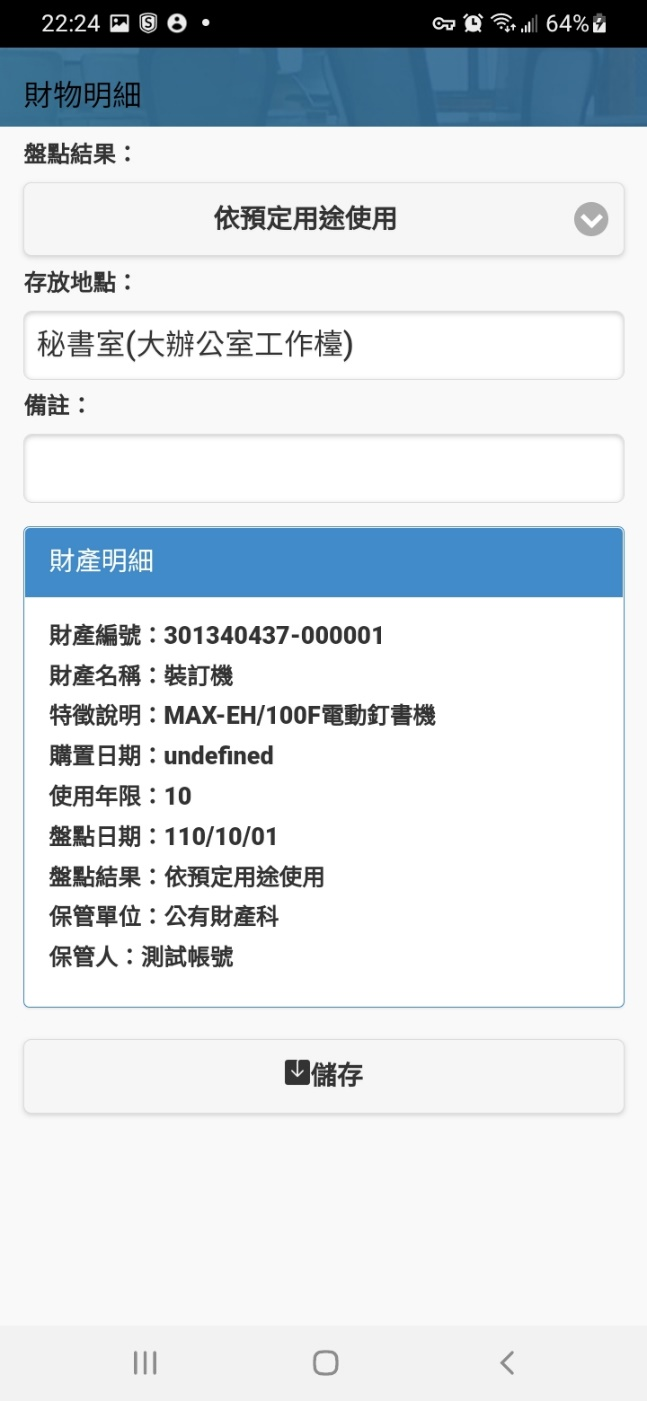 22:24
64%
財物明細
盤點結果：
依預定用途使用
存放地點：
秘書室(大辦公室工作檯)
備註：
財產明細
財產編號：301340437-000001
財產名稱：裝訂機
特徵說明：MAX-EH/100F電動釘書機
購置日期：undefined
使用年限：10
盤點日期：110/10/01
盤點結果：依預定用途使用
保管單位：公有財產科
保管人：測試帳號
儲存